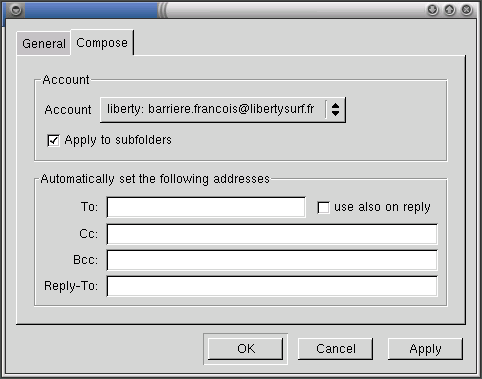 General Compose
Account
Account liberty: barriere.francois@libertysurf.fr
Apply to subfolders
Automatically set the following addresses
To: use also on reply
Cc:
Bcc:
Reply-To:
OK Cancel Apply